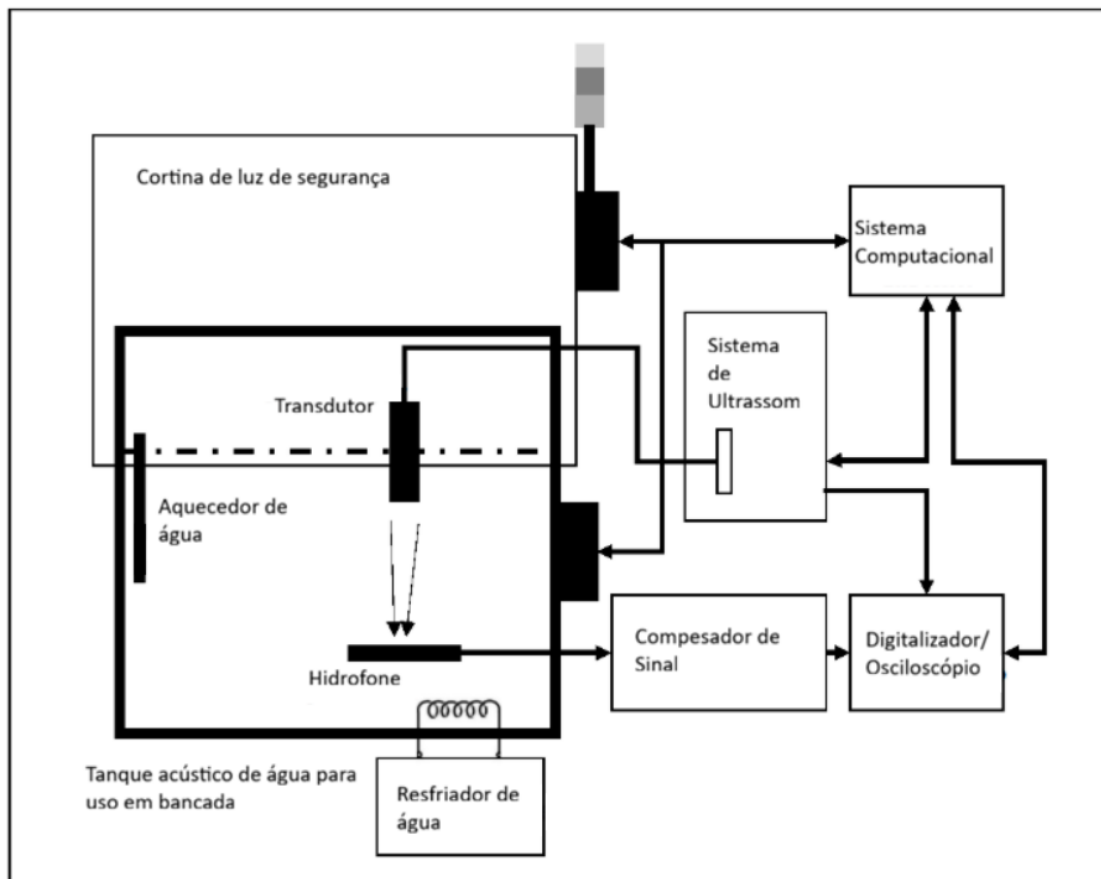 Cortina de luz de segurança
Sistema
Computacional
Sistema
de
Ultrassom
Transdutor
Aquecedor de
água
Compesador de
Sinal
Digitalizador/
Osciloscópio
Hidrofone
Tanque acústico de água para
uso em bancada
Resfriador de
água